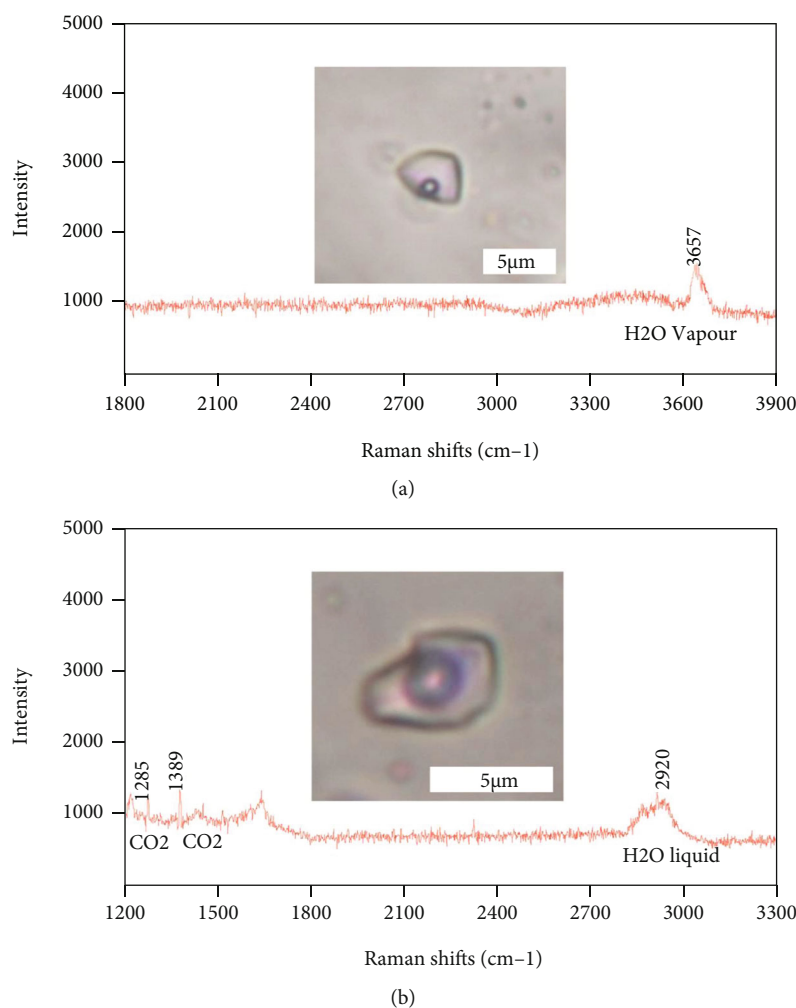 5000
4000
3000
2000
1000
Intensity
5μm
3657
H2O Vapour
1800 2100 2400 2700 3000 3300 3600 3900
Raman shifts (cm–1)
(a)
5000
4000
3000
2000
1000
Intensity
5μm
1285
1389
2920
CO2 CO2
H2O liquid
1200 1500 1800 2100 2400 2700 3000 3300
Raman shifts (cm–1)
(b)